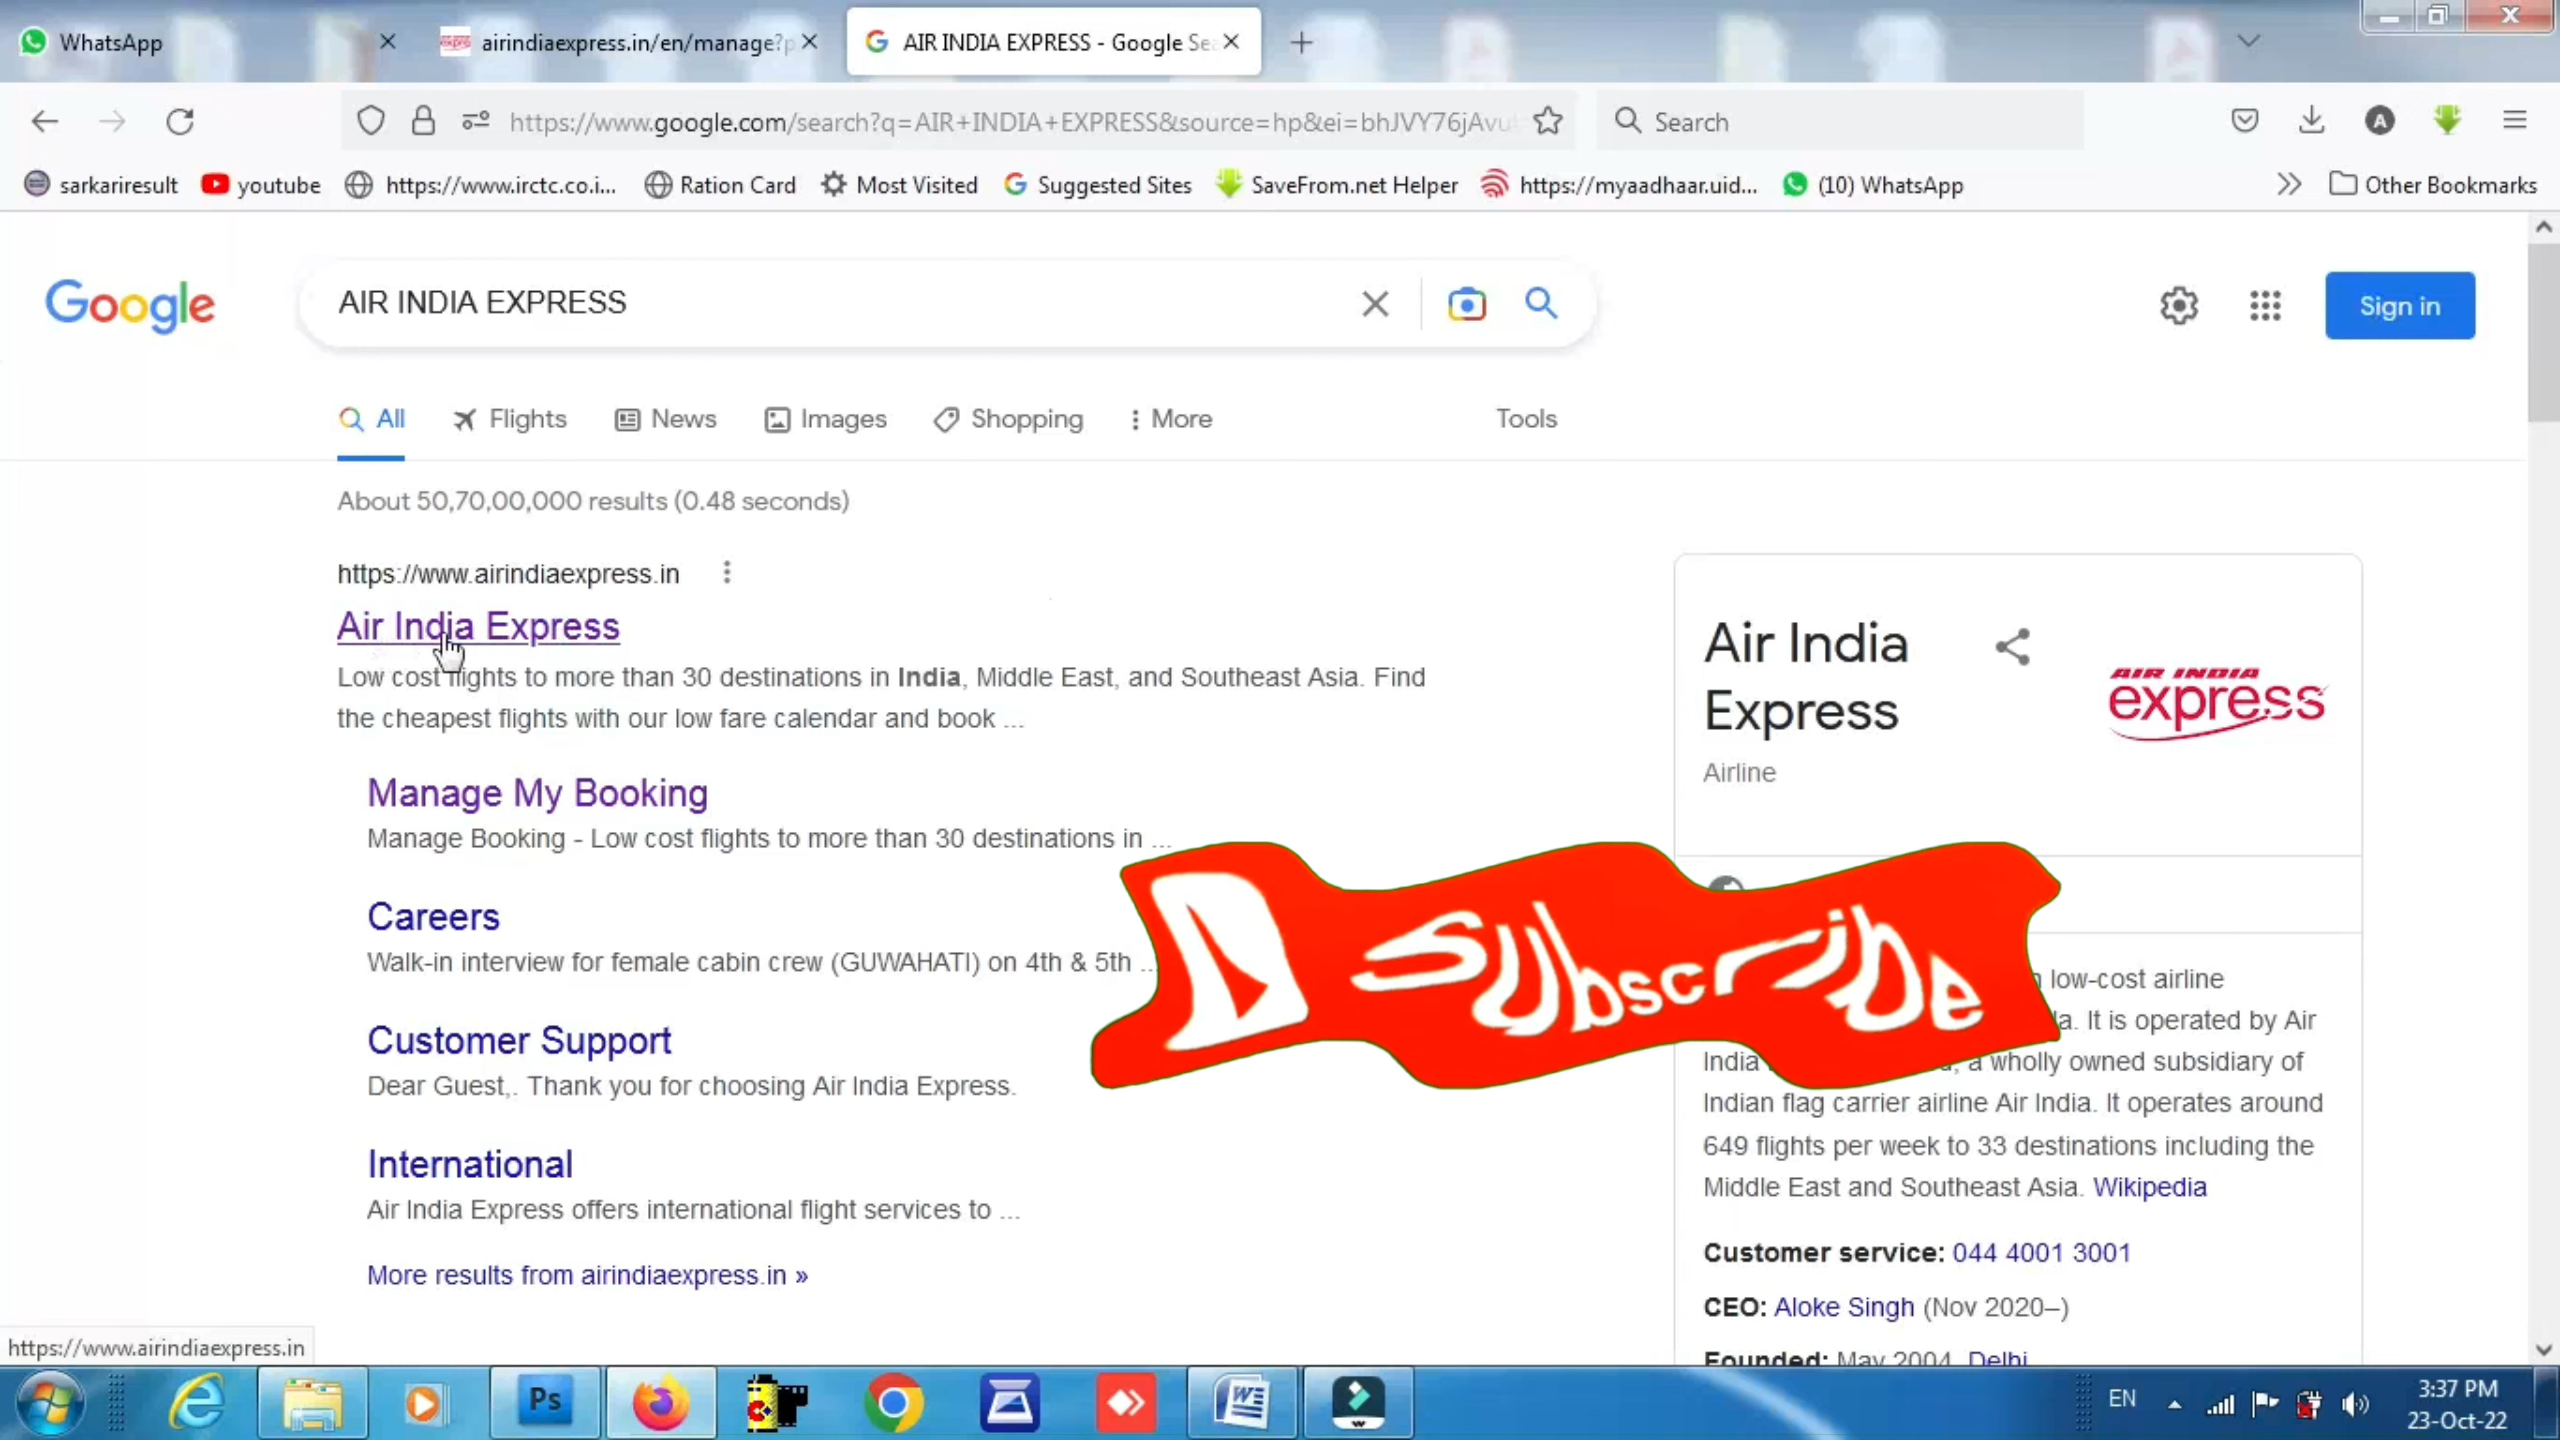 WhatsApp
airindiaexpress.in/en/manage?p
AIR INDIA EXPRESS - Google Sea
https://www.google.com/search?q=AIR+INDIA+EXPRESS&source=hp&ei=bhJVY76jAvu
Search
sarkariresult
youtube
https://www.irctc.co.i...
Ration Card
Most Visited
Suggested Sites
SaveFrom.net Helper
https://myaadhaar.uid...
(10) WhatsApp
Other Bookmarks
Google
AIR INDIA EXPRESS
Sign in
All
Flights
News
Images
Shopping
More
Tools
About 50,70,00,000 results (0.48 seconds)
https://www.airindiaexpress.in
Air India Express
Low cost flights to more than 30 destinations in India, Middle East, and Southeast Asia. Find
the cheapest flights with our low fare calendar and book ...
Manage My Booking
Manage Booking - Low cost flights to more than 30 destinations in ...
Careers
Walk-in interview for female cabin crew (GUWAHATI) on 4th & 5th ...
Customer Support
Dear Guest,. Thank you for choosing Air India Express.
International
Air India Express offers international flight services to ...
More results from airindiaexpress.in »
Air India
Express
Airline
AIR INDIA
express
Subscribe
low-cost airline
It is operated by Air
India
a wholly owned subsidiary of
Indian flag carrier airline Air India. It operates around
649 flights per week to 33 destinations including the
Middle East and Southeast Asia. Wikipedia
Customer service: 044 4001 3001
CEO: Aloke Singh (Nov 2020–)
Founded: May 2004, Delhi
https://www.airindiaexpress.in
Ps
EN
3:37 PM
23-Oct-22